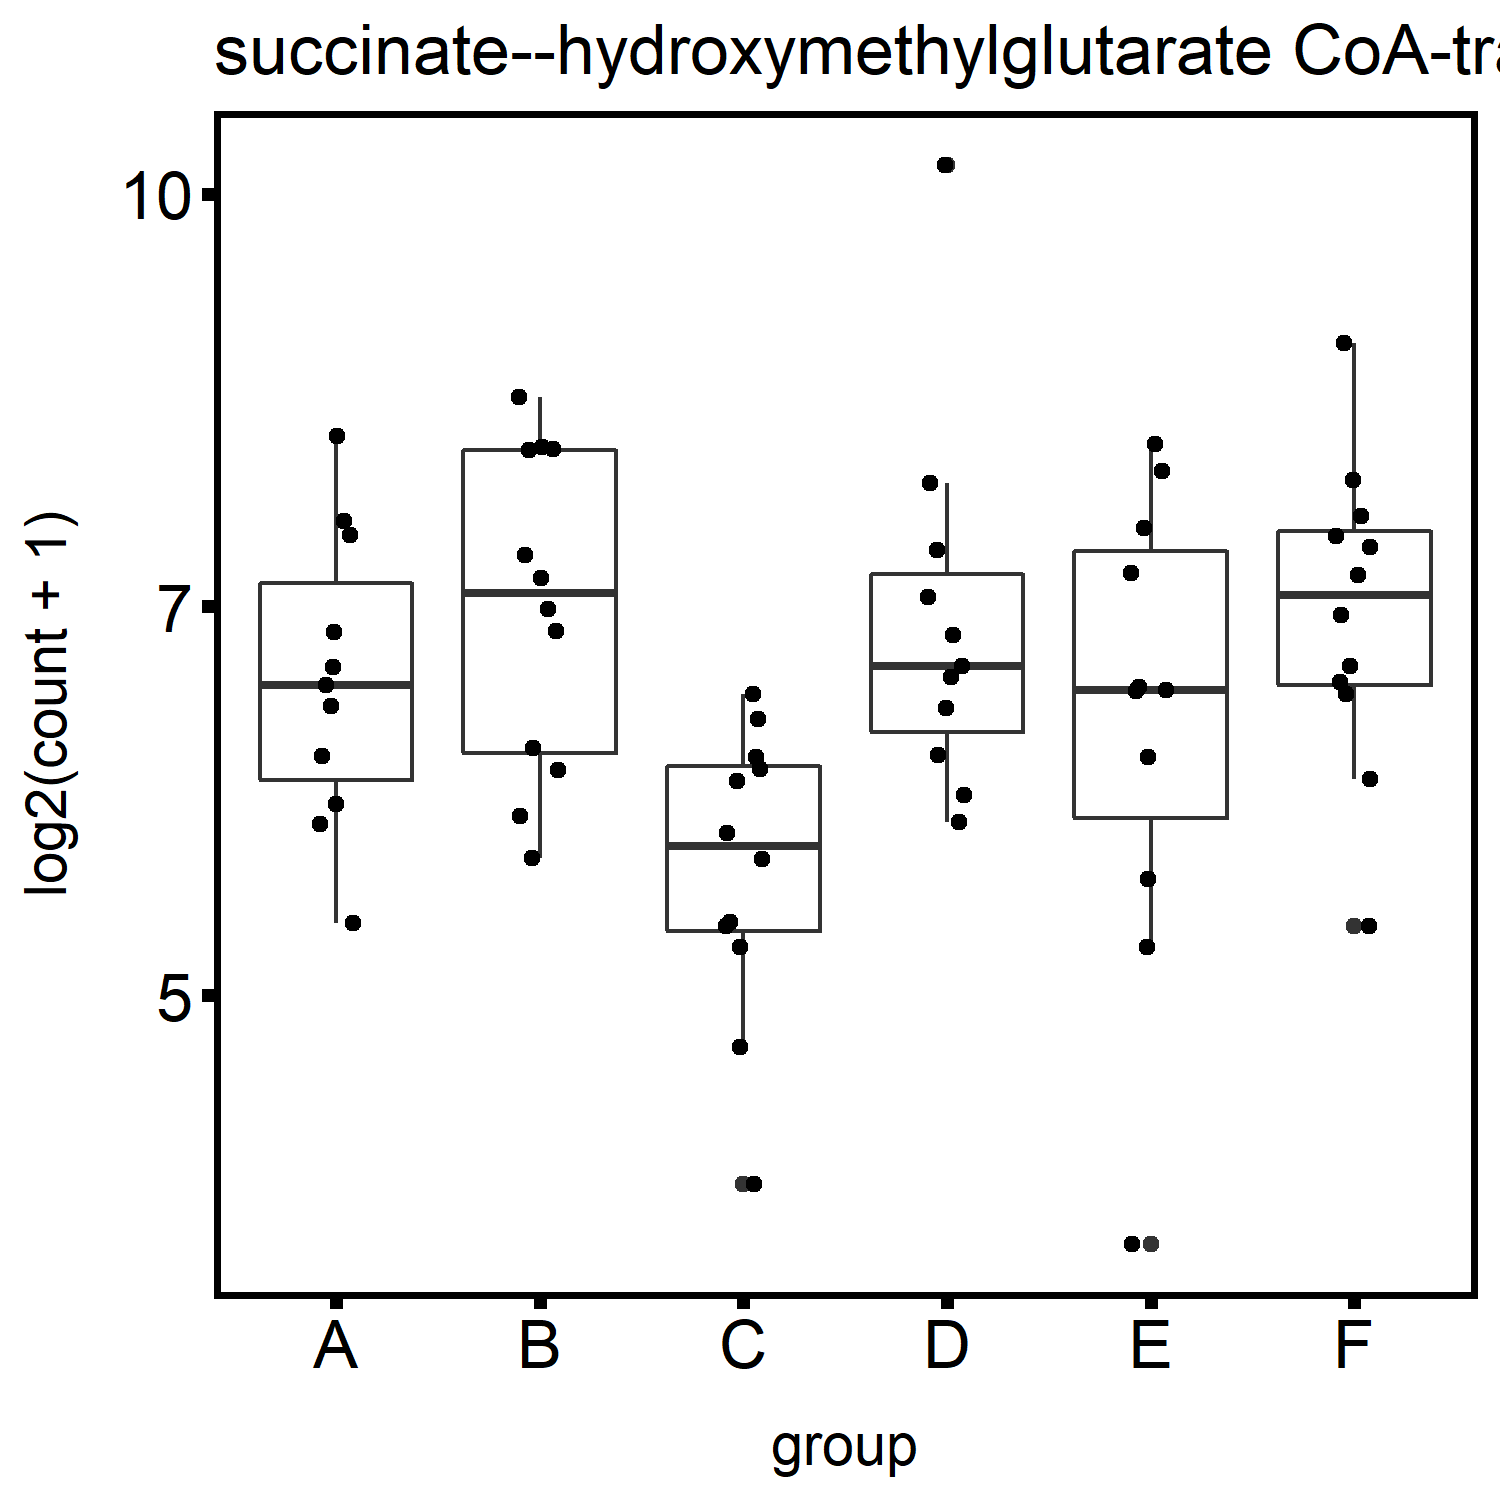 succinate--hydroxymethylglutarate CoA-tra
10
7
5
log2(count + 1)
A B C D E F
group